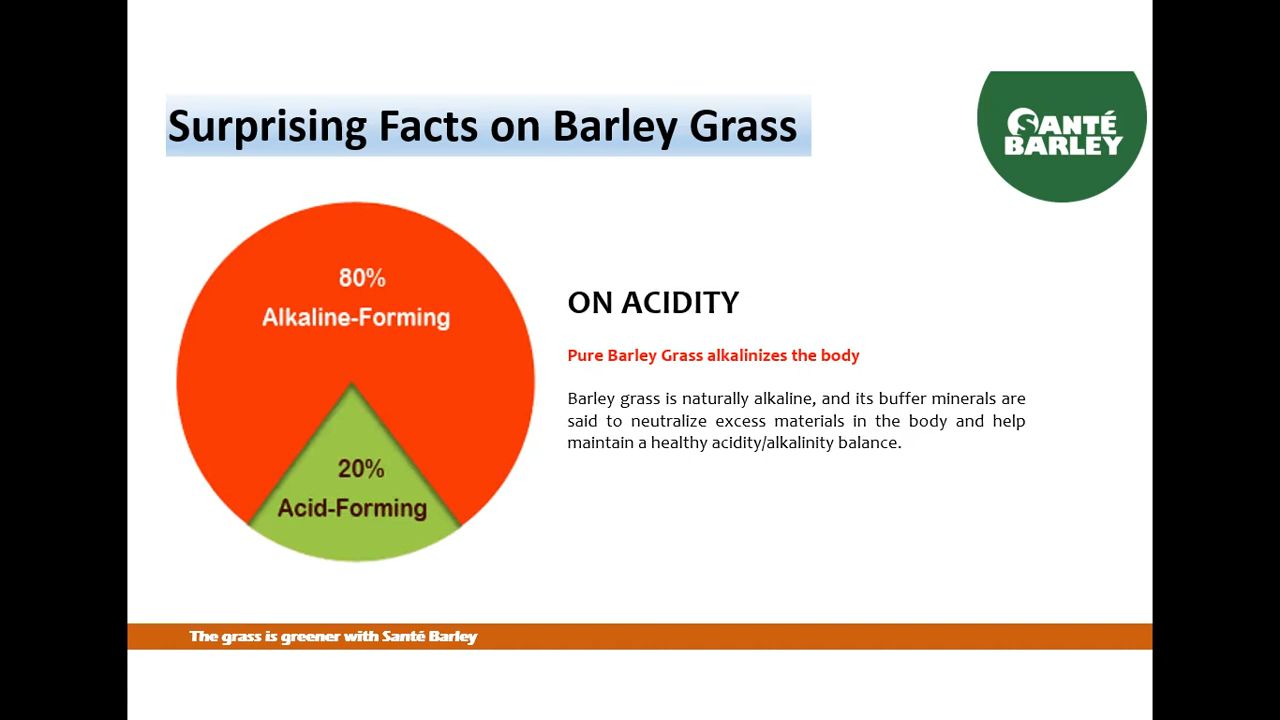 Surprising Facts on Barley Grass
SANTÉ
BARLEY
80%
Alkaline-Forming
20%
Acid-Forming
ON ACIDITY
Pure Barley Grass alkalinizes the body
Barley grass is naturally alkaline, and its buffer minerals are
said to neutralize excess materials in the body and help
maintain a healthy acidity/alkalinity balance.
The grass is greener with Santé Barley